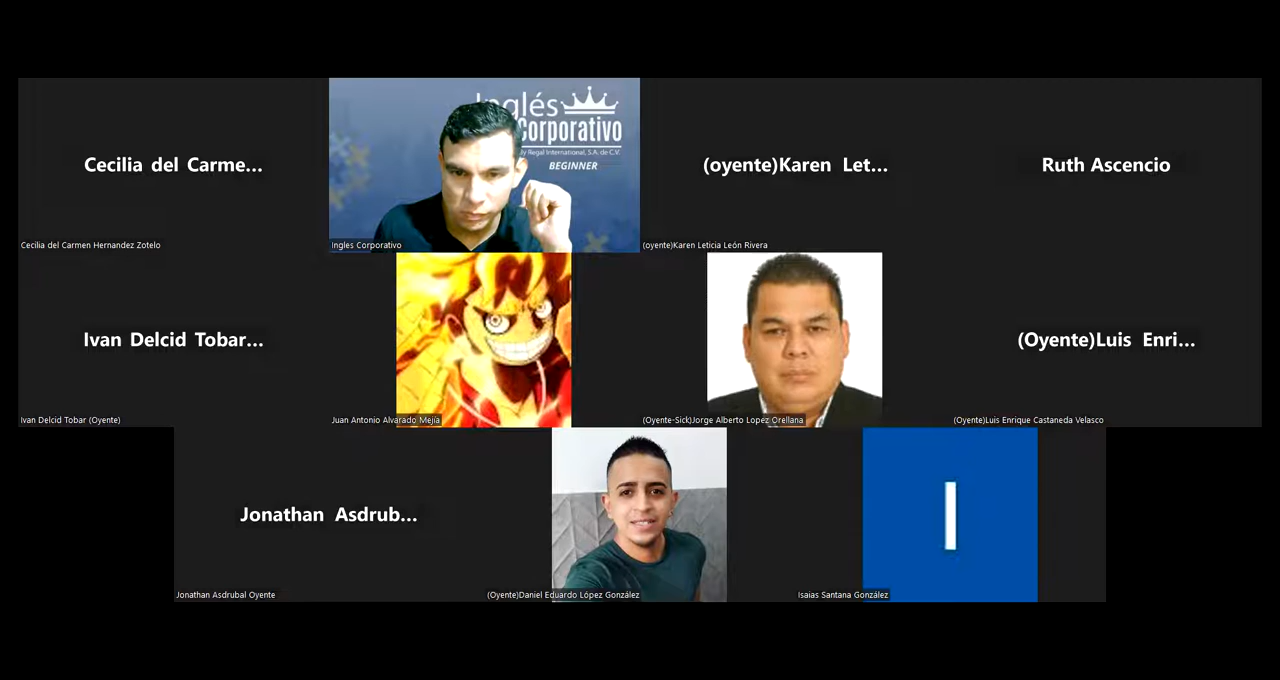 Cecilia del Carme...
Cecilia del Carmen Hernandez Zotelo
Inglés
Corporativo
Regal International, S.A. de C.V.
BEGINNER
Ingles Corporativo
(oyente)Karen Let...
(oyente)Karen Leticia León Rivera
Ruth Ascencio
Ivan Delcid Tobar...
Ivan Delcid Tobar (Oyente)
Juan Antonio Alvarado Mejía
(Oyente-Sick)Jorge Alberto Lopez Orellana
(Oyente)Luis Enri...
(Oyente)Luis Enrique Castaneda Velasco
Jonathan Asdrub...
Jonathan Asdrubal Oyente
(Oyente)Daniel Eduardo López González
I
Isaias Santana González